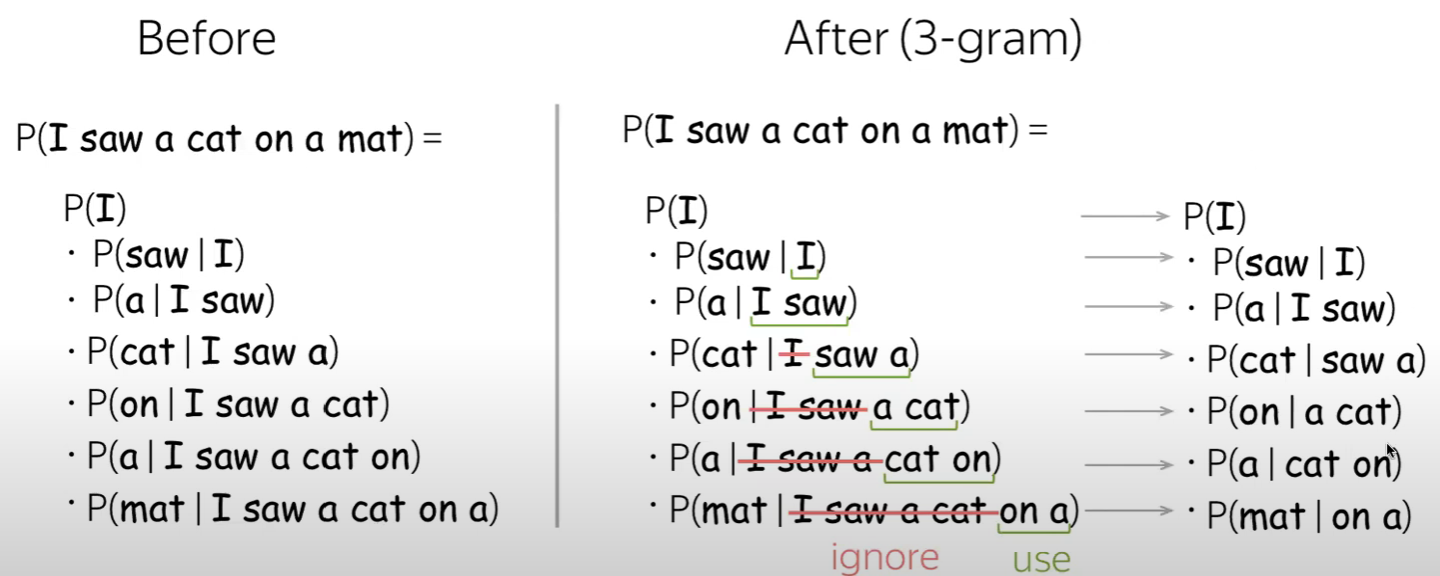 Before
P(I saw a cat on a mat) =
P(I)
· P(saw | I)
· P(a | I saw)
· P(cat | I saw a)
· P(on | I saw a cat)
· P(a | I saw a cat on)
· P(mat | I saw a cat on a)
After (3-gram)
P(I saw a cat on a mat) =
P(I)
· P(saw | I)
· P(a | I saw)
· P(cat | I saw a)
· P(on | I saw a cat)
· P(a | I saw a cat on)
· P(mat | I saw a cat on a)
ignore use
P(I)
· P(saw | I)
· P(a | I saw)
· P(cat | saw a)
· P(on | a cat)
· P(a | cat on)
· P(mat | on a)